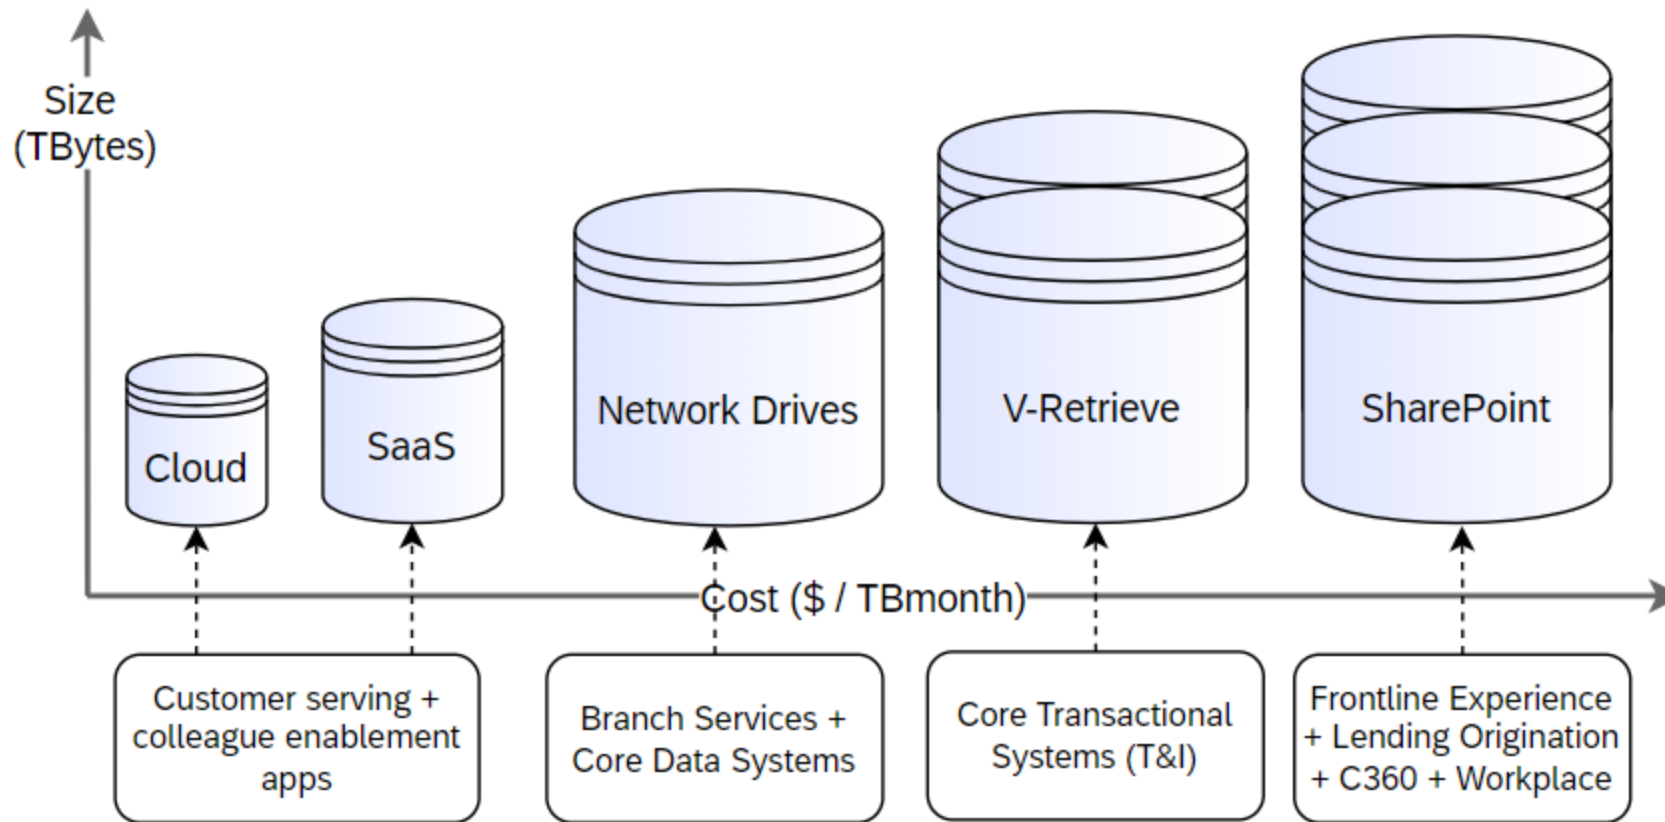 Size
(TBytes)
Cloud
SaaS
Network Drives
V-Retrieve
SharePoint
Cost ($ / TBmonth)
Customer serving +
colleague enablement
apps
Branch Services +
Core Data Systems
Core Transactional
Systems (T&I)
Frontline Experience
+ Lending Origination
+ C360 + Workplace